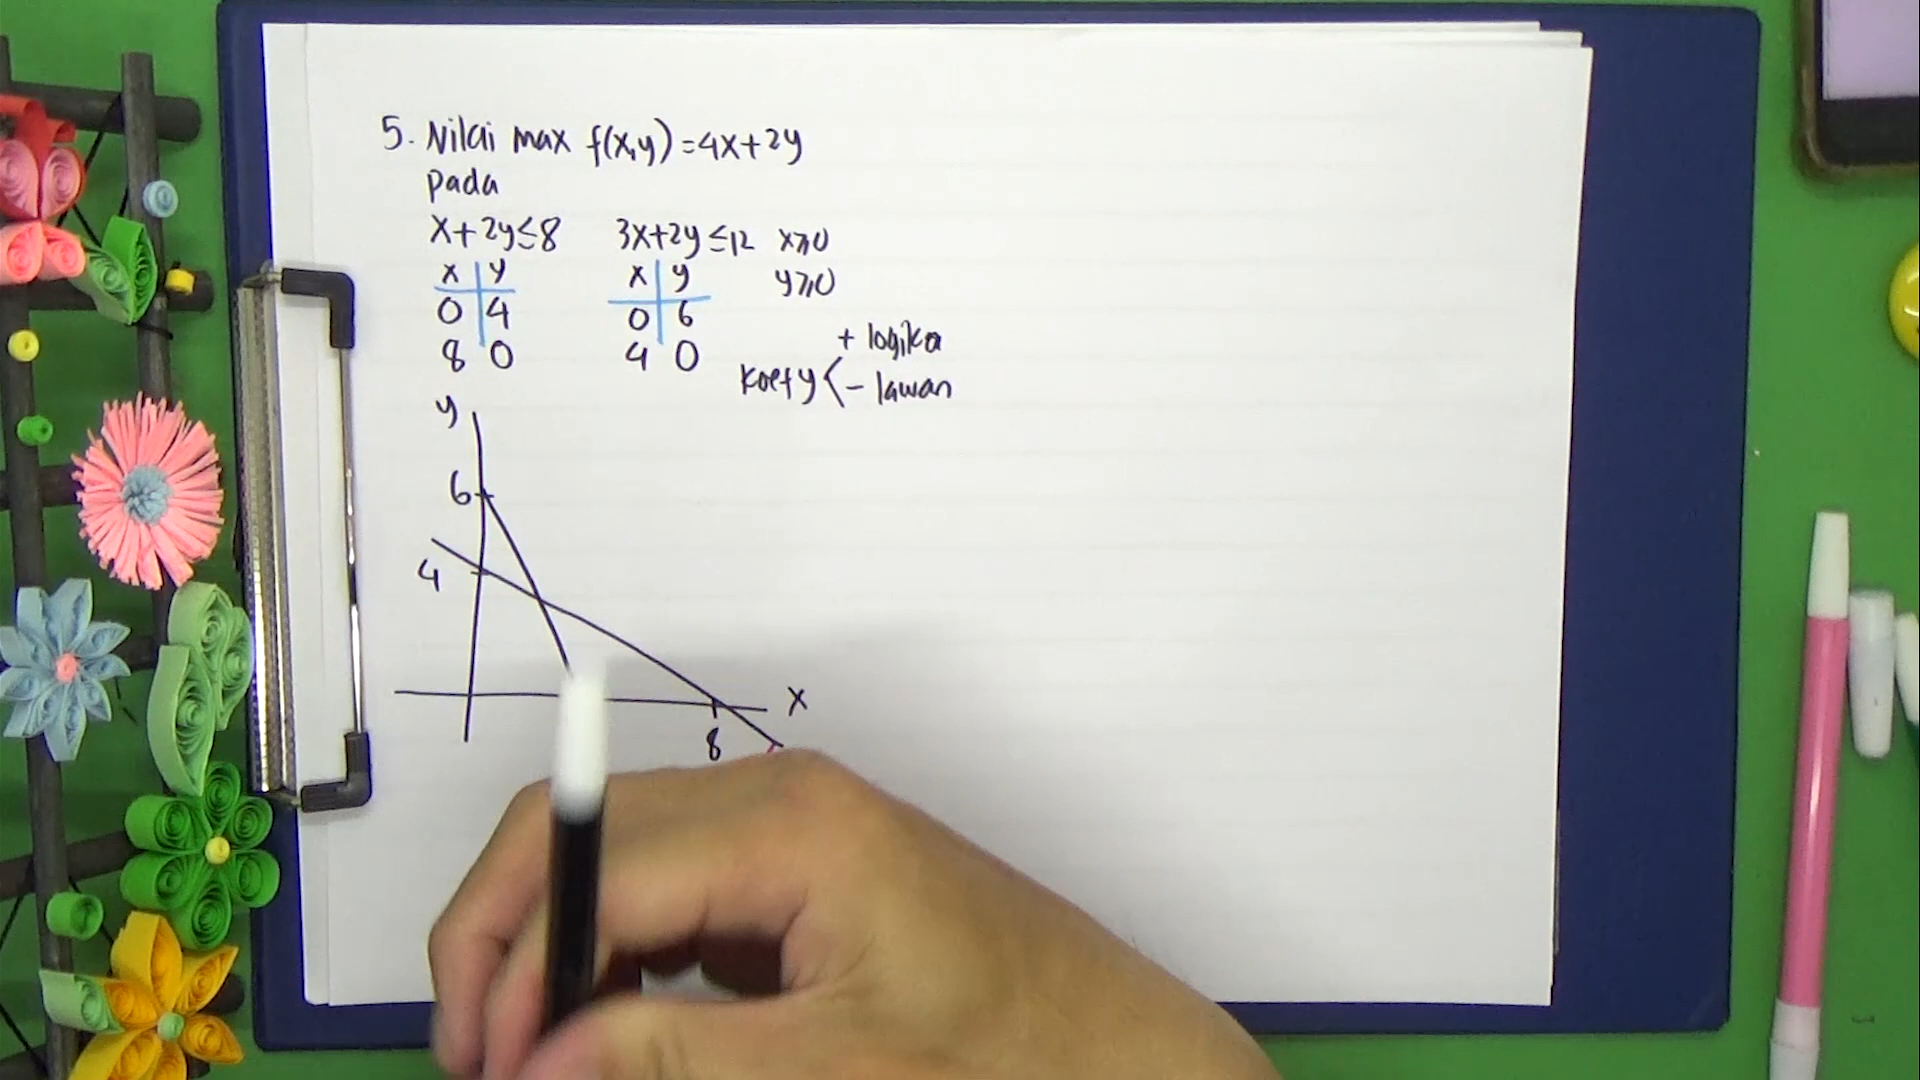 5. Nilai max f(x,y)=4x+2y
pada
x+2y≤8 3x+2y≤12 x≥0
x y x y y≥0
0 4 0 6
8 0 4 0
+ logika
koef y < - lawan
y
6
4
x
8